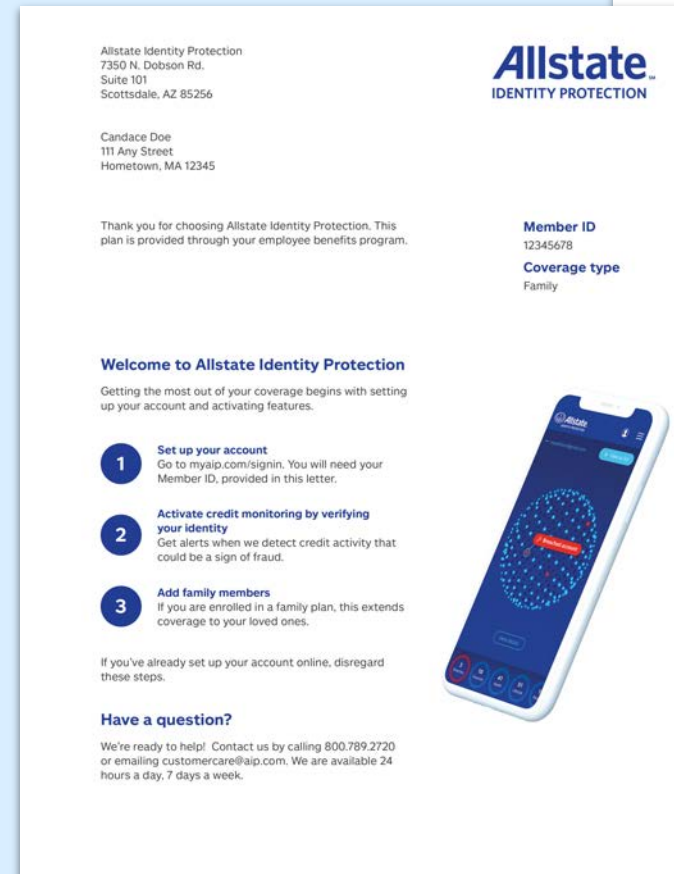 Allstate Identity Protection
7350 N. Dobson Rd.
Suite 101
Scottsdale, AZ 85256
Allstate
IDENTITY PROTECTION
Candace Doe
111 Any Street
Hometown, MA 12345
Thank you for choosing Allstate Identity Protection. This
plan is provided through your employee benefits program.
Member ID
12345678
Coverage type
Family
Welcome to Allstate Identity Protection
Getting the most out of your coverage begins with setting
up your account and activating features.
1
Set up your account
Go to myaip.com/signin. You will need your
Member ID, provided in this letter.
2
Activate credit monitoring by verifying
your identity
Get alerts when we detect credit activity that
could be a sign of fraud.
3
Add family members
If you are enrolled in a family plan, this extends
coverage to your loved ones.
If you've already set up your account online, disregard
these steps.
Have a question?
We're ready to help!  Contact us by calling 800.789.2720
or emailing customercare@aip.com. We are available 24
hours a day, 7 days a week.
Allstate